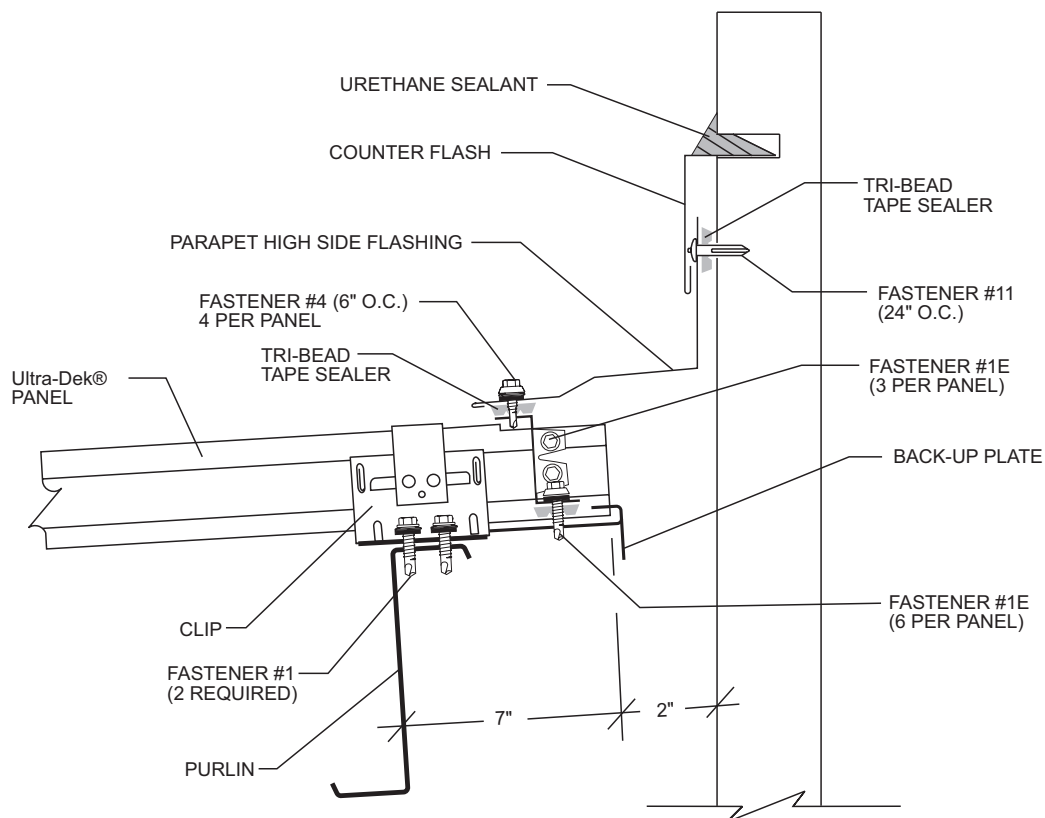 URETHANE SEALANT
COUNTER FLASH
TRI-BEAD
TAPE SEALER
PARAPET HIGH SIDE FLASHING
FASTENER #11
(24" O.C.)
FASTENER #4 (6" O.C.)
4 PER PANEL
TRI-BEAD
TAPE SEALER
FASTENER #1E
(3 PER PANEL)
Ultra-Dek®
PANEL
BACK-UP PLATE
FASTENER #1E
(6 PER PANEL)
CLIP
FASTENER #1
(2 REQUIRED)
7"
2"
PURLIN